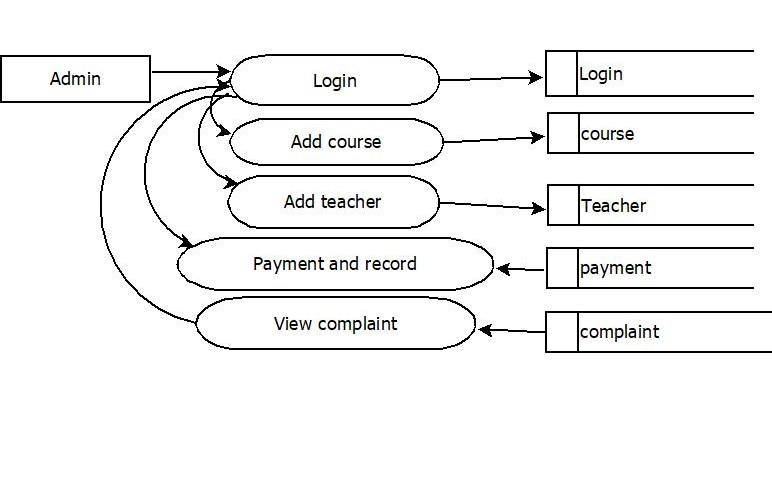 Admin
Login
Login
Add course
course
Add teacher
Teacher
Payment and record
payment
View complaint
complaint